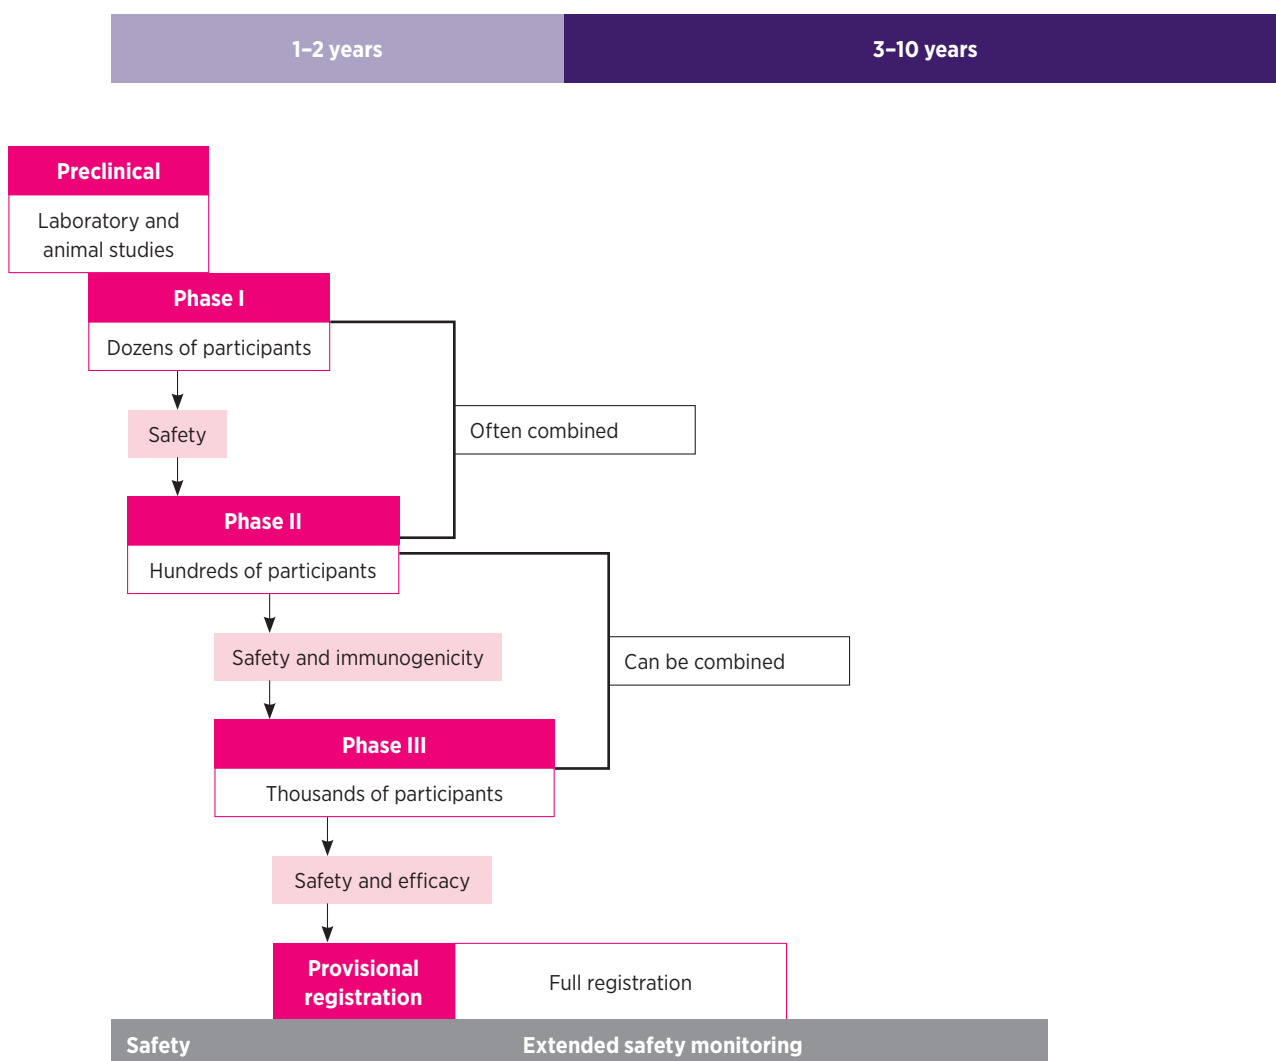 1–2 years
3–10 years
Preclinical
Laboratory and
animal studies
Phase I
Dozens of participants
Safety
Often combined
Phase II
Hundreds of participants
Safety and immunogenicity
Can be combined
Phase III
Thousands of participants
Safety and efficacy
Provisional
registration
Full registration
Safety
Extended safety monitoring